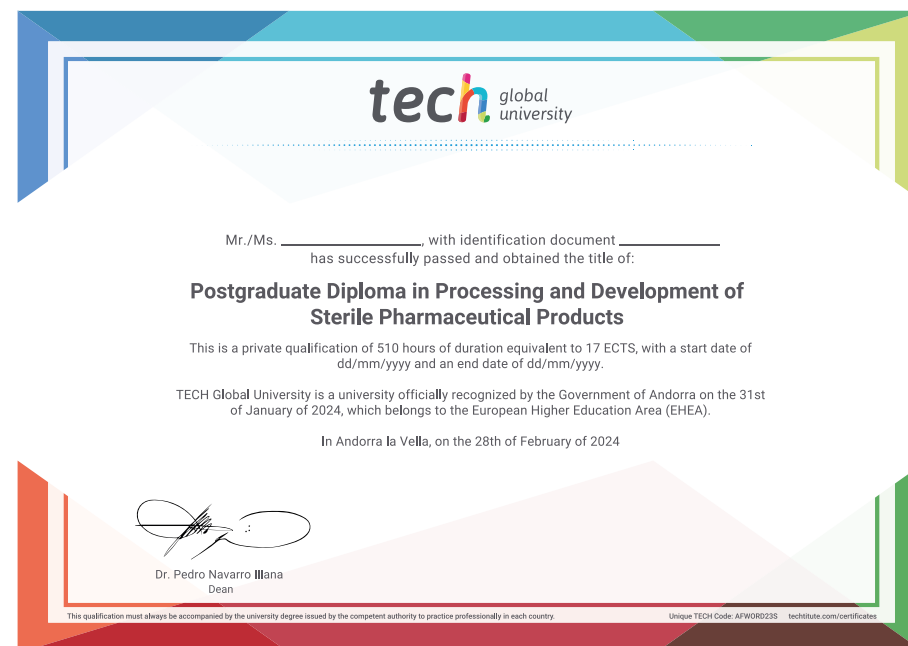 tech global
university
Mr./Ms. ____________________, with identification document ______________
has successfully passed and obtained the title of:
Postgraduate Diploma in Processing and Development of
Sterile Pharmaceutical Products
This is a private qualification of 510 hours of duration equivalent to 17 ECTS, with a start date of
dd/mm/yyyy and an end date of dd/mm/yyyy.
TECH Global University is a university officially recognized by the Government of Andorra on the 31st
of January of 2024, which belongs to the European Higher Education Area (EHEA).
In Andorra la Vella, on the 28th of February of 2024
Dr. Pedro Navarro Illana
Dean
This qualification must always be accompanied by the university degree issued by the competent authority to practice professionally in each country.
Unique TECH Code: AFWORD23S techtitute.com/certificates